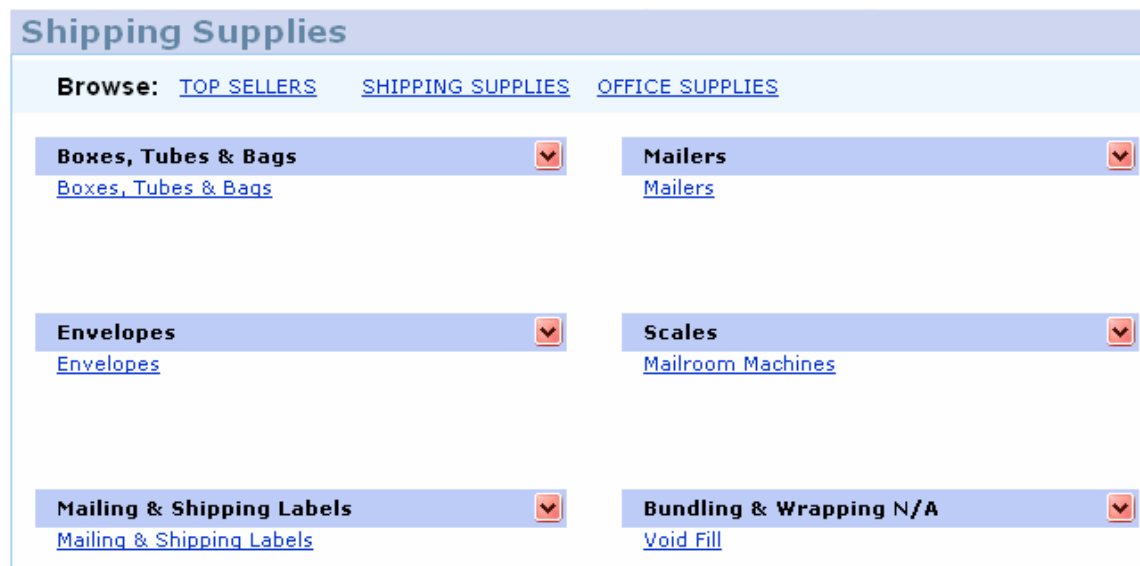 Shipping Supplies
Browse: TOP SELLERS SHIPPING SUPPLIES OFFICE SUPPLIES
Boxes, Tubes & Bags
Boxes, Tubes & Bags
Mailers
Mailers
Envelopes
Envelopes
Scales
Mailroom Machines
Mailing & Shipping Labels
Mailing & Shipping Labels
Bundling & Wrapping N/A
Void Fill